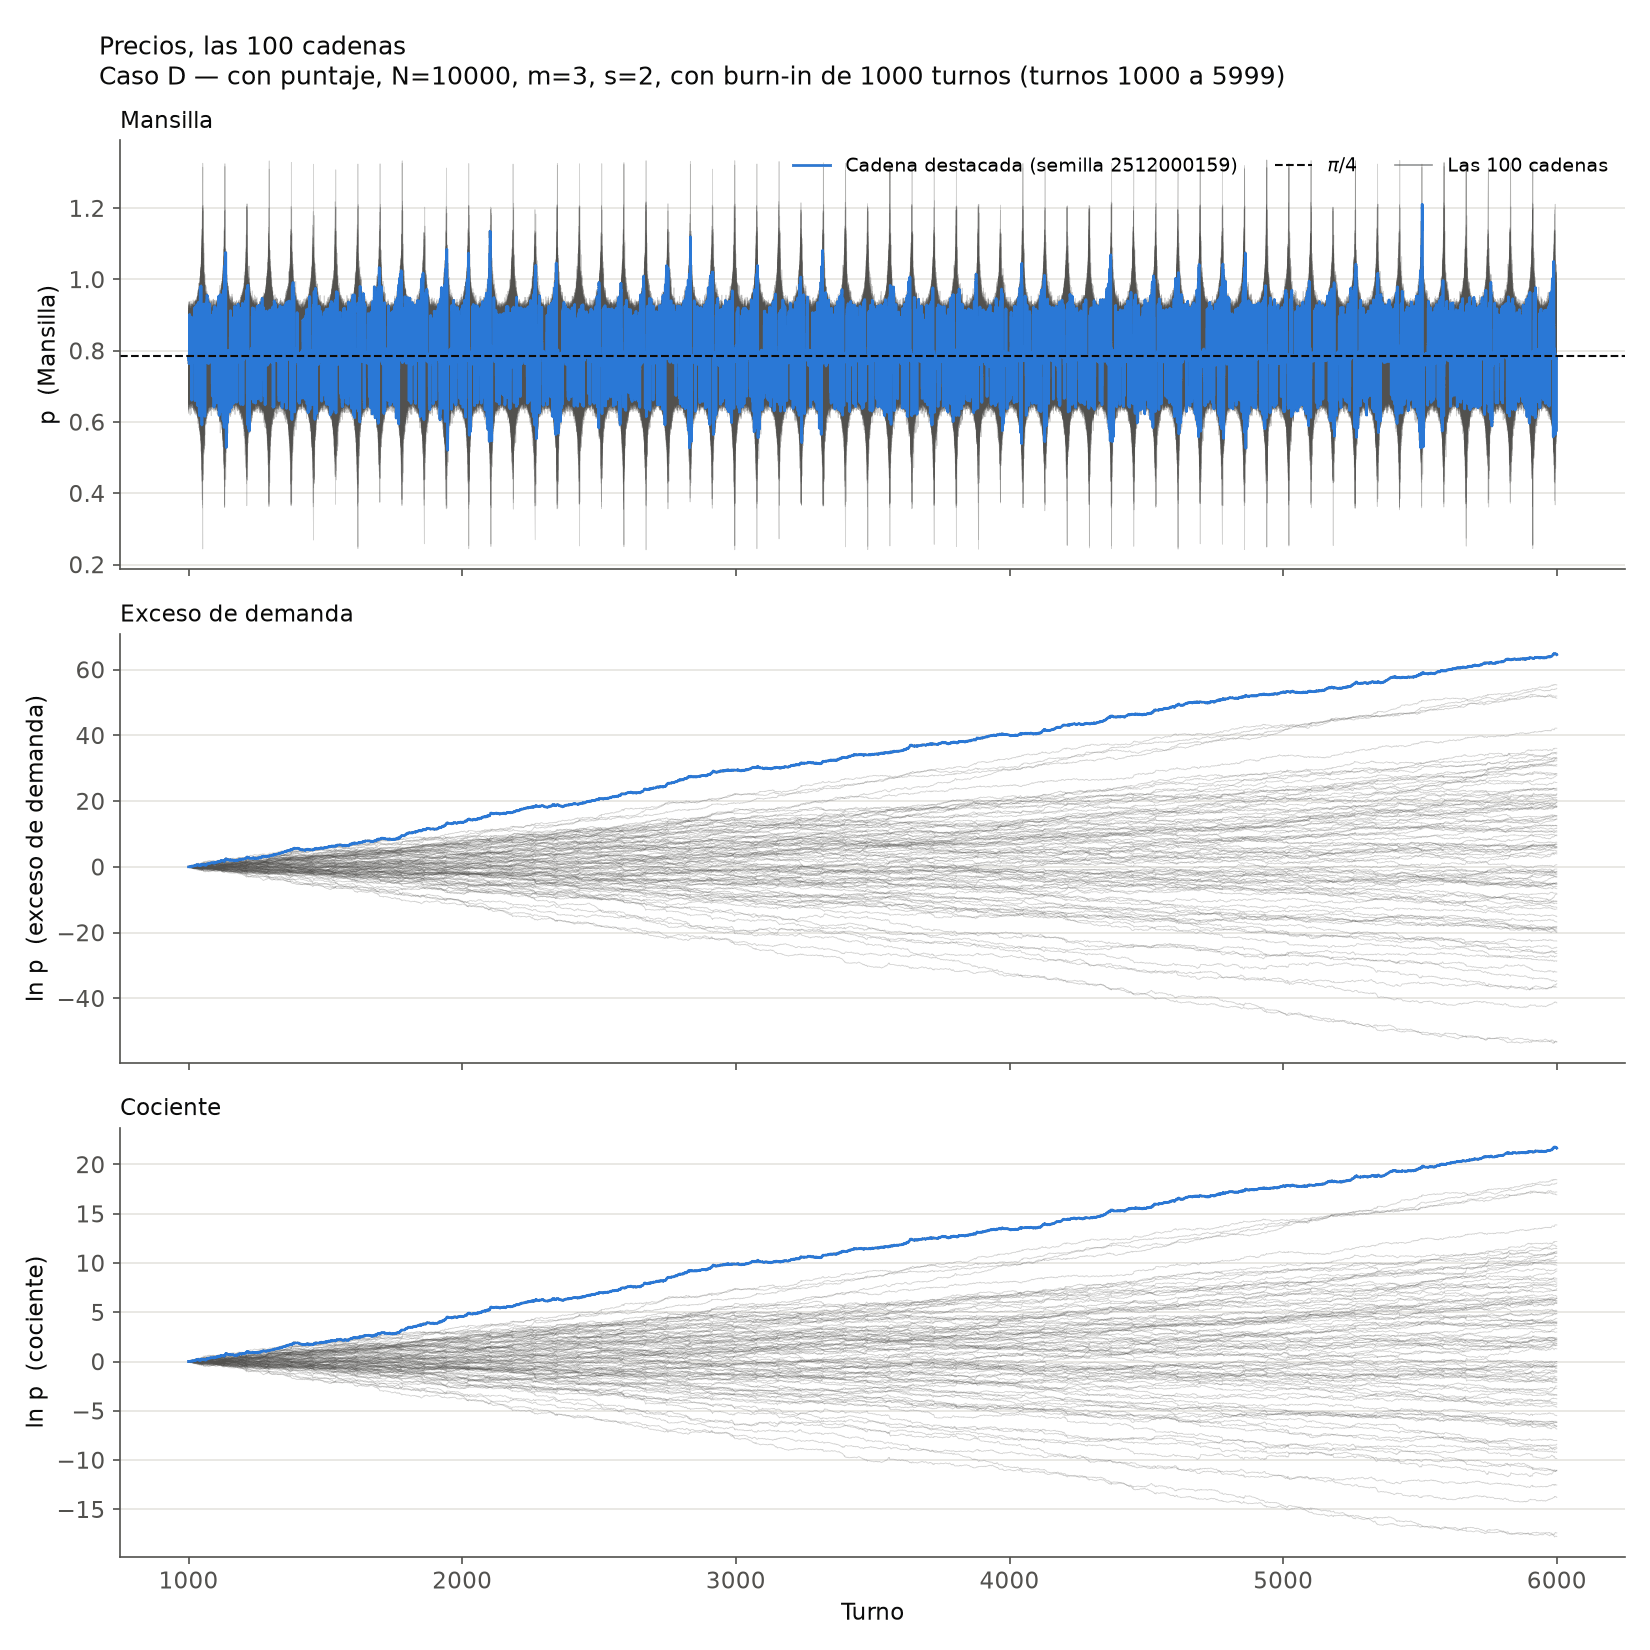 Precios, las 100 cadenas
Caso D — con puntaje, N=10000, m=3, s=2, con burn-in de 1000 turnos (turnos 1000 a 5999)
Mansilla
Cadena destacada (semilla 2512000159)
π/4
Las 100 cadenas
p (Mansilla)
1.2
1.0
0.8
0.6
0.4
0.2
Exceso de demanda
ln p (exceso de demanda)
60
40
20
0
−20
−40
Cociente
ln p (cociente)
20
15
10
5
0
−5
−10
−15
1000
2000
3000
4000
5000
6000
Turno